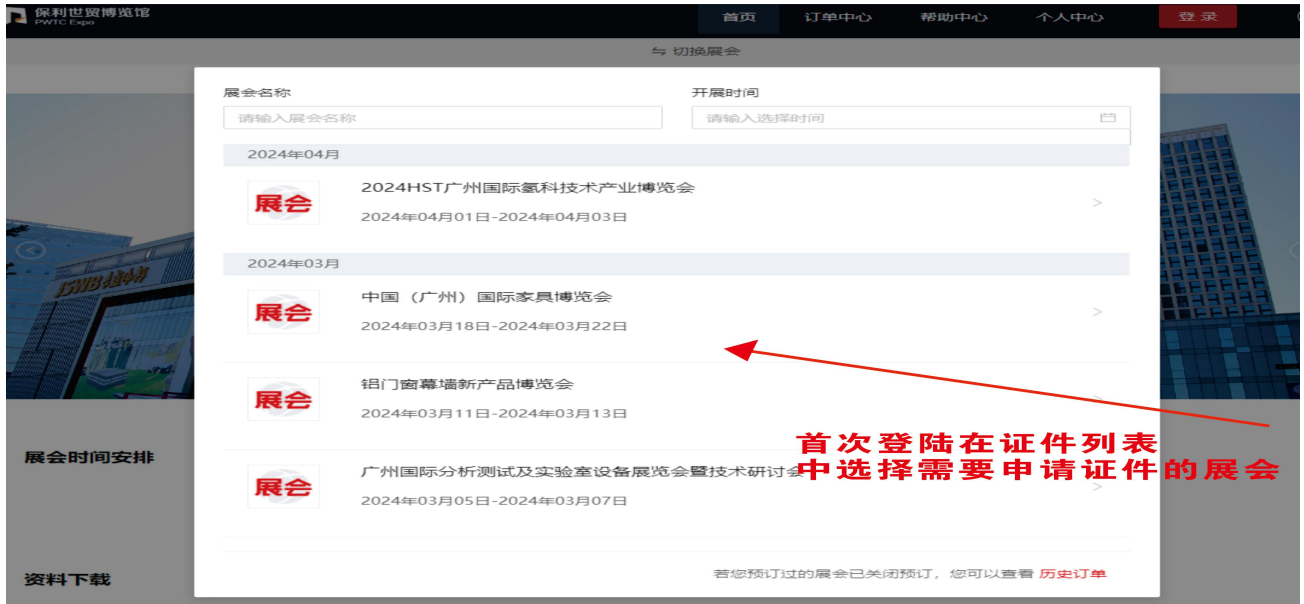 保利世贸博览馆
PWTC Expo
首页 订单中心 帮助中心 个人中心 登 录
切换展会
展会名称 开展时间
请输入展会名称 请输入选择时间
2024年04月
展会
2024HST广州国际氢科技术产业博览会
2024年04月01日-2024年04月03日
2024年03月
展会
中国（广州）国际家具博览会
2024年03月18日-2024年03月22日
展会
铝门窗幕墙新产品博览会
2024年03月11日-2024年03月13日
首次登陆在证件列表
中选择需要申请证件的展会
展会
广州国际分析测试及实验室设备展览会暨技术研讨会
2024年03月05日-2024年03月07日
展会时间安排
若您预订过的展会已关闭预订，您可以查看 历史订单
资料下载